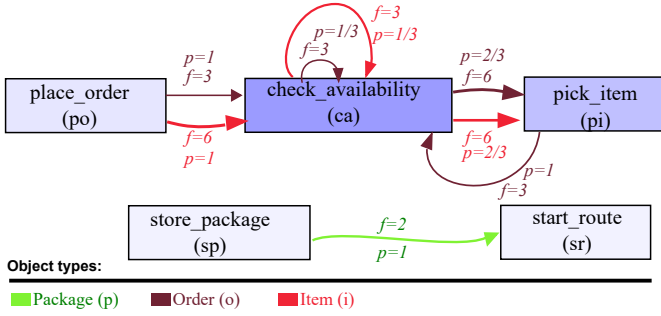 f=3
p=1/3
p=1/3
f=3
p=1
f=3
p=2/3
f=6
place_order
(po)
check_availability
(ca)
pick_item
(pi)
f=6
p=1
f=6
p=2/3
p=1
f=3
store_package
(sp)
f=2
p=1
start_route
(sr)
Object types:
Package (p) Order (o) Item (i)